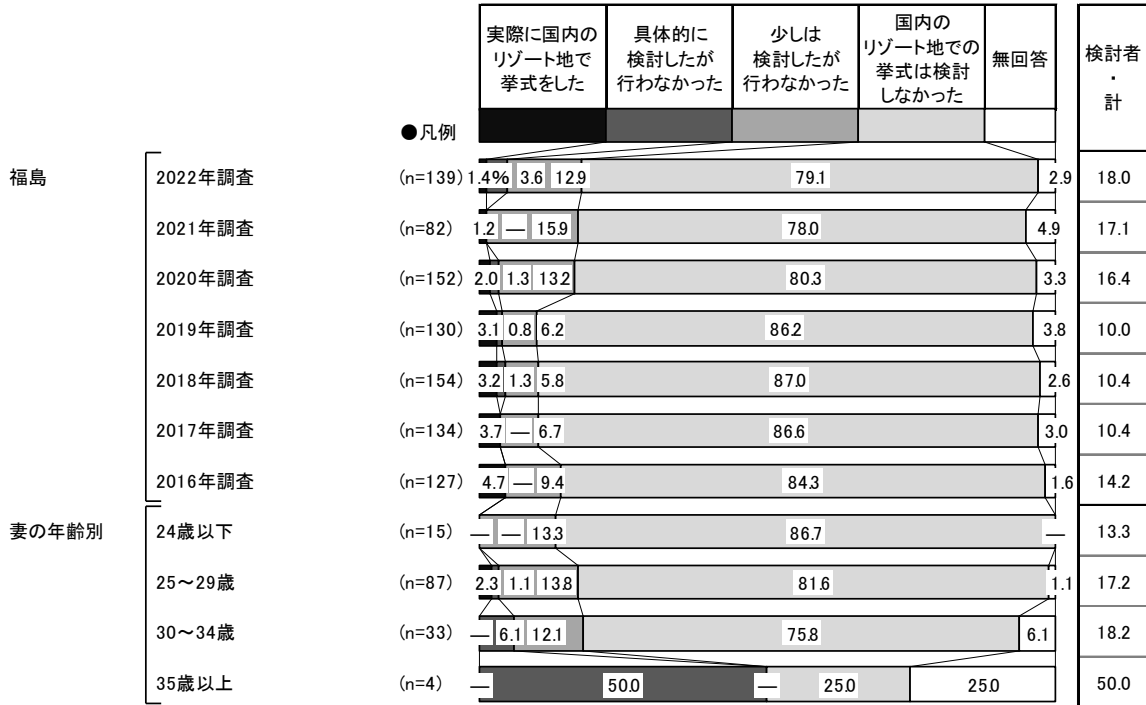 実際に国内の
リゾート地で
挙式をした
具体的に
検討したが
行わなかった
少しは
検討したが
行わなかった
国内の
リゾート地での
挙式は検討
しなかった
無回答
検討者
・
計
●凡例
福島
2022年調査 (n=139) 1.4% 3.6 12.9 79.1 2.9 18.0
2021年調査 (n=82) 1.2 — 15.9 78.0 4.9 17.1
2020年調査 (n=152) 2.0 1.3 13.2 80.3 3.3 16.4
2019年調査 (n=130) 3.1 0.8 6.2 86.2 3.8 10.0
2018年調査 (n=154) 3.2 1.3 5.8 87.0 2.6 10.4
2017年調査 (n=134) 3.7 — 6.7 86.6 3.0 10.4
2016年調査 (n=127) 4.7 — 9.4 84.3 1.6 14.2
妻の年齢別
24歳以下 (n=15) — — 13.3 86.7 — 13.3
25～29歳 (n=87) 2.3 1.1 13.8 81.6 1.1 17.2
30～34歳 (n=33) — 6.1 12.1 75.8 6.1 18.2
35歳以上 (n=4) — 50.0 — 25.0 25.0 50.0